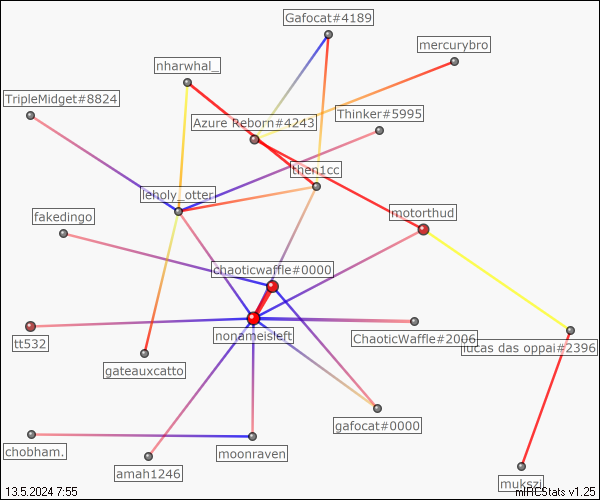 Gafocat#4189
mercurybro
nharwhal_
TripleMidget#8824
Thinker#5995
Azure Reborn#4243
then1cc
leholy_otter
motorthud
fakedingo
chaoticwaffle#0000
nonameisleft
ChaoticWaffle#2006
tt532
lucas das oppai#2396
gateauxcatto
gafocat#0000
chobham.
moonraven
amah1246
mukszi
13.5.2024 7:55
mIRCStats v1.25